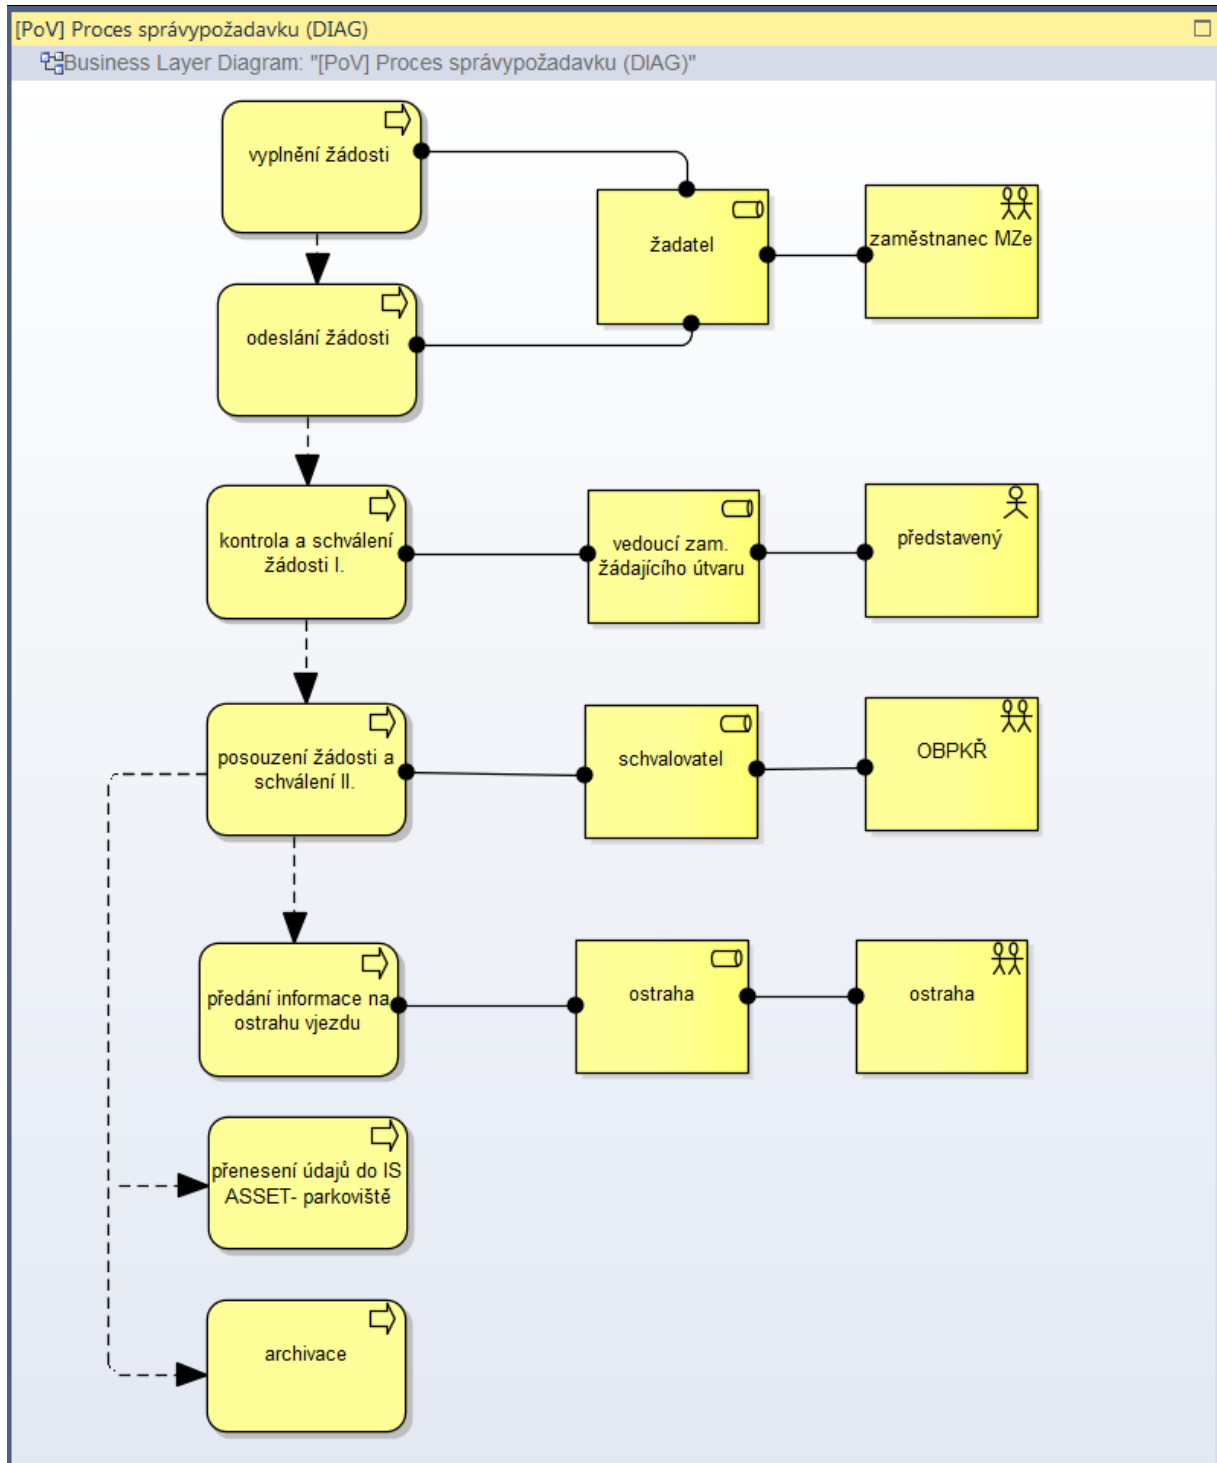 [PoV] Proces správypožadavku (DIAG)
Business Layer Diagram: "[PoV] Proces správypožadavku (DIAG)"
vyplnění žádosti
žadatel
zaměstnanec MZe
odeslání žádosti
kontrola a schválení
žádosti I.
vedoucí zam.
žádajícího útvaru
představený
posouzení žádosti a
schválení II.
schvalovatel
OBPKŘ
předání informace na
ostrahu vjezdu
ostraha
ostraha
přenesení údajů do IS
ASSET- parkoviště
archivace